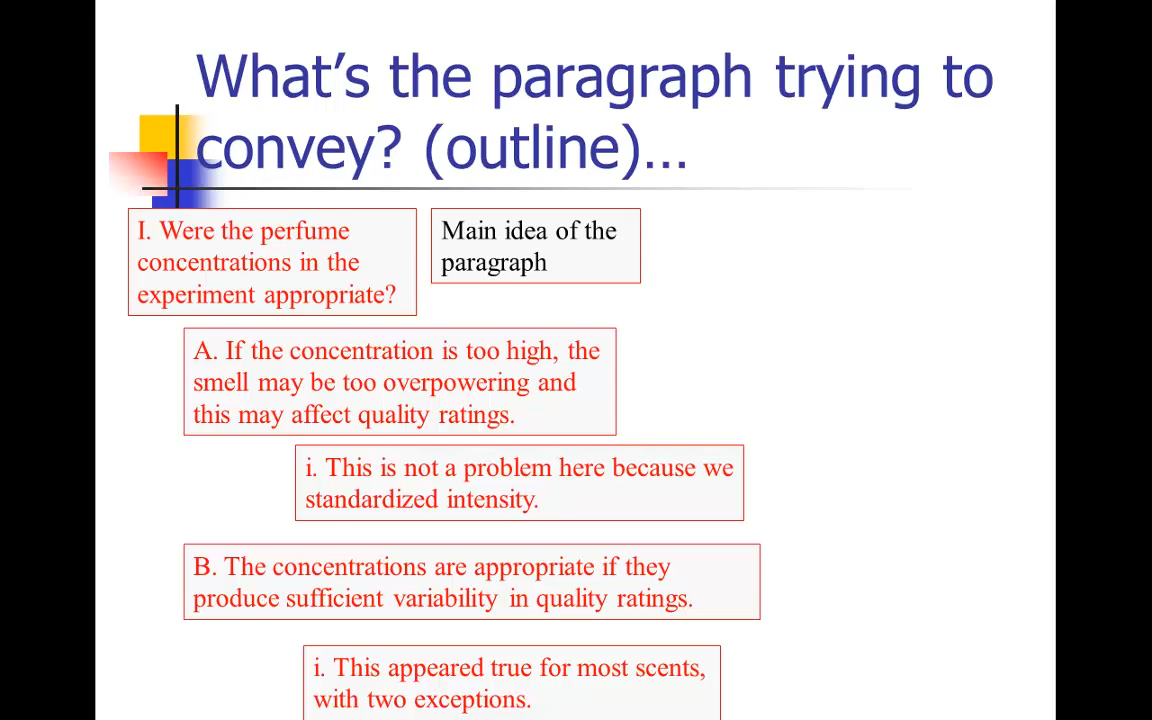 What’s the paragraph trying to
convey? (outline)…
I. Were the perfume
concentrations in the
experiment appropriate?
Main idea of the
paragraph
A. If the concentration is too high, the
smell may be too overpowering and
this may affect quality ratings.
i. This is not a problem here because we
standardized intensity.
B. The concentrations are appropriate if they
produce sufficient variability in quality ratings.
i. This appeared true for most scents,
with two exceptions.